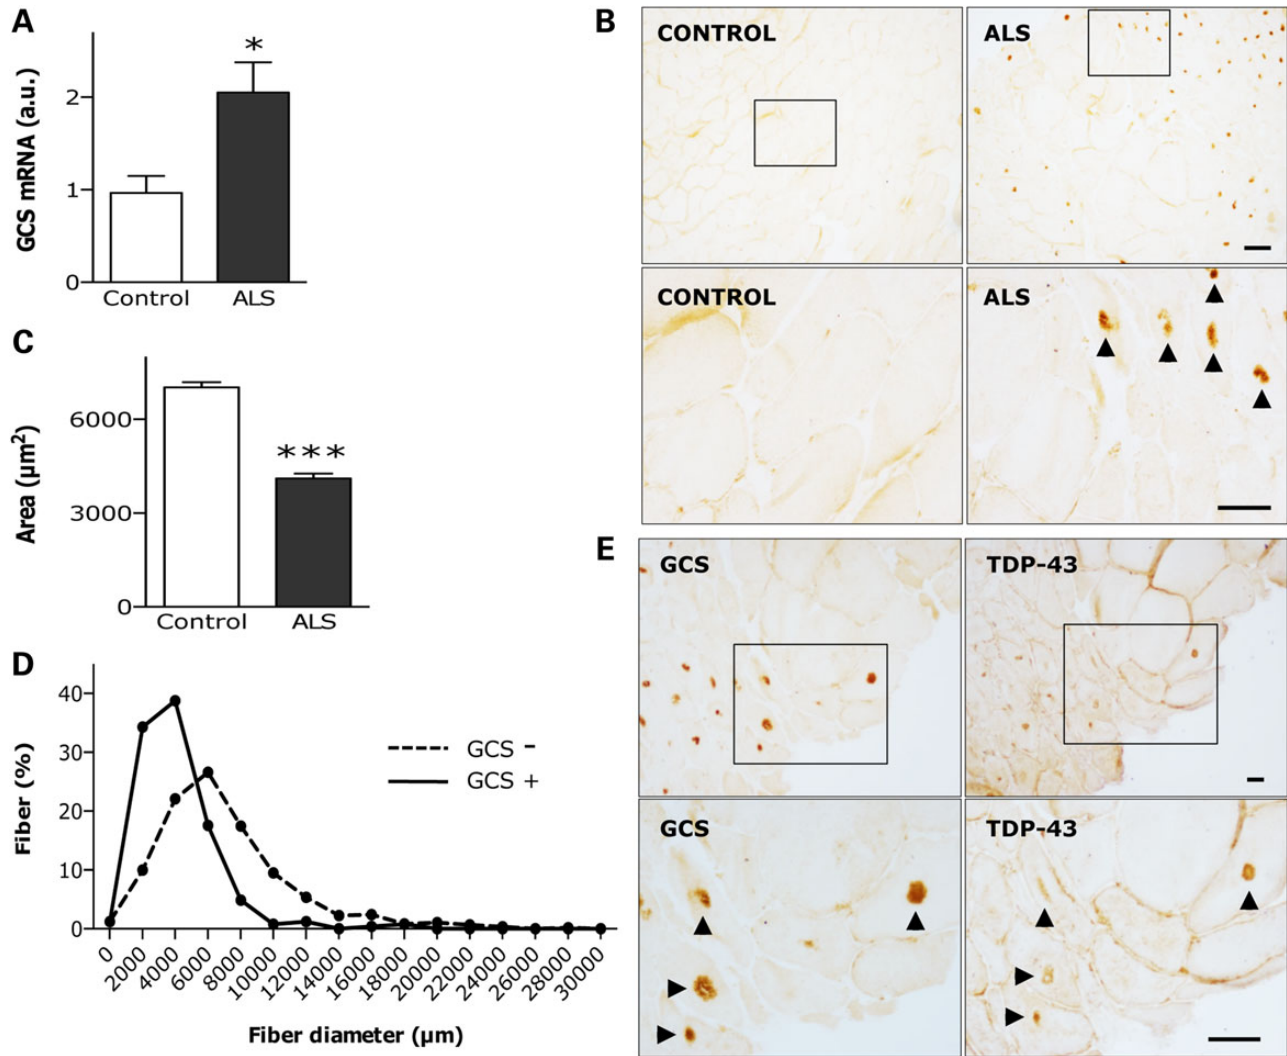 A
GCS mRNA (a.u.)
2
1
0
*
Control
ALS
B
CONTROL
ALS
CONTROL
ALS
C
Area (µm²)
6000
3000
0
***
Control
ALS
D
Fiber (%)
40
30
20
10
0
GCS -
GCS +
0
2000
4000
6000
8000
10000
12000
14000
16000
18000
20000
22000
24000
26000
28000
30000
Fiber diameter (µm)
E
GCS
TDP-43
GCS
TDP-43